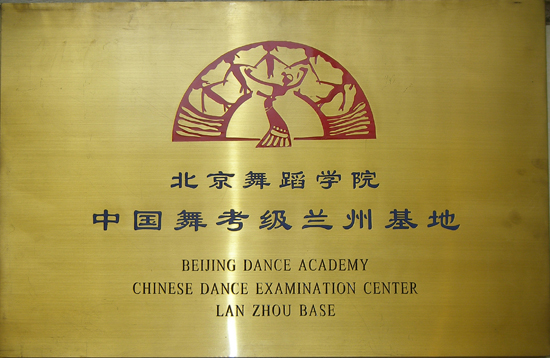 北京舞蹈学院
中国舞考级兰州基地
BEIJING DANCE ACADEMY
CHINESE DANCE EXAMINATION CENTER
LAN ZHOU BASE